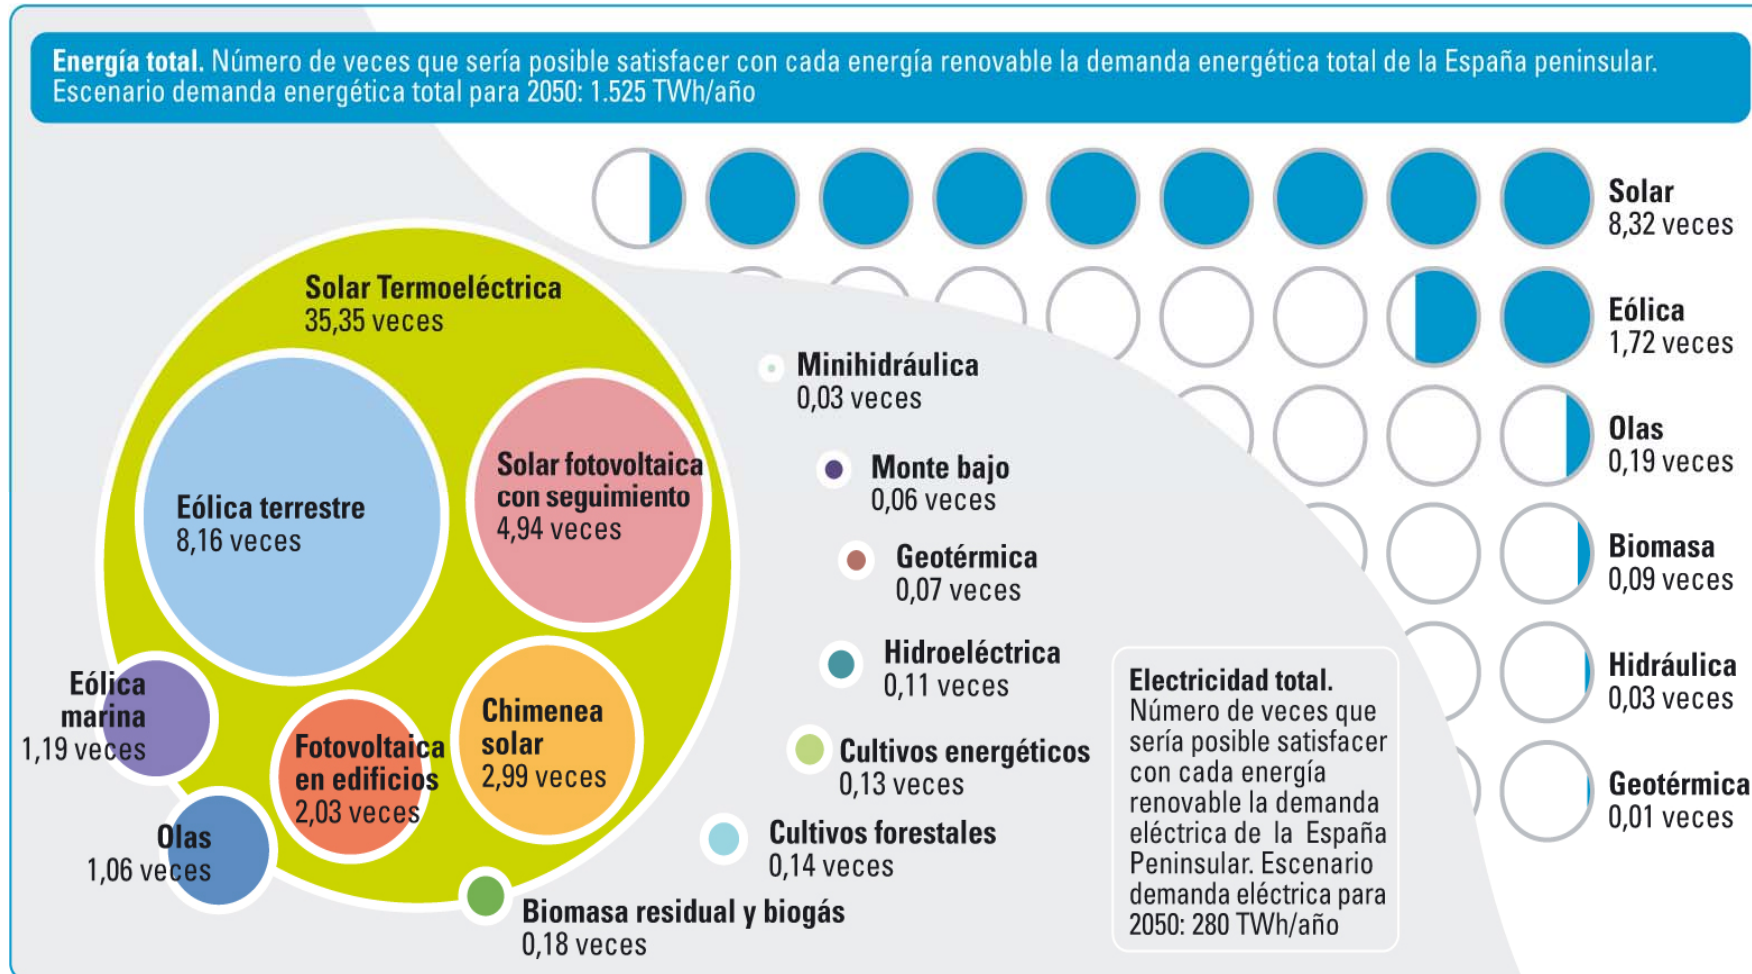 Energía total. Número de veces que sería posible satisfacer con cada energía renovable la demanda energética total de la España peninsular.
Escenario demanda energética total para 2050: 1.525 TWh/año
Solar
8,32 veces
Eólica
1,72 veces
Olas
0,19 veces
Biomasa
0,09 veces
Hidráulica
0,03 veces
Geotérmica
0,01 veces
Solar Termoeléctrica
35,35 veces
Eólica terrestre
8,16 veces
Solar fotovoltaica
con seguimiento
4,94 veces
Eólica
marina
1,19 veces
Fotovoltaica
en edificios
2,03 veces
Chimenea
solar
2,99 veces
Olas
1,06 veces
Biomasa residual y biogás
0,18 veces
Minihidráulica
0,03 veces
Monte bajo
0,06 veces
Geotérmica
0,07 veces
Hidroeléctrica
0,11 veces
Cultivos energéticos
0,13 veces
Cultivos forestales
0,14 veces
Electricidad total.
Número de veces que
sería posible satisfacer
con cada energía
renovable la demanda
eléctrica de la España
Peninsular. Escenario
demanda eléctrica para
2050: 280 TWh/año